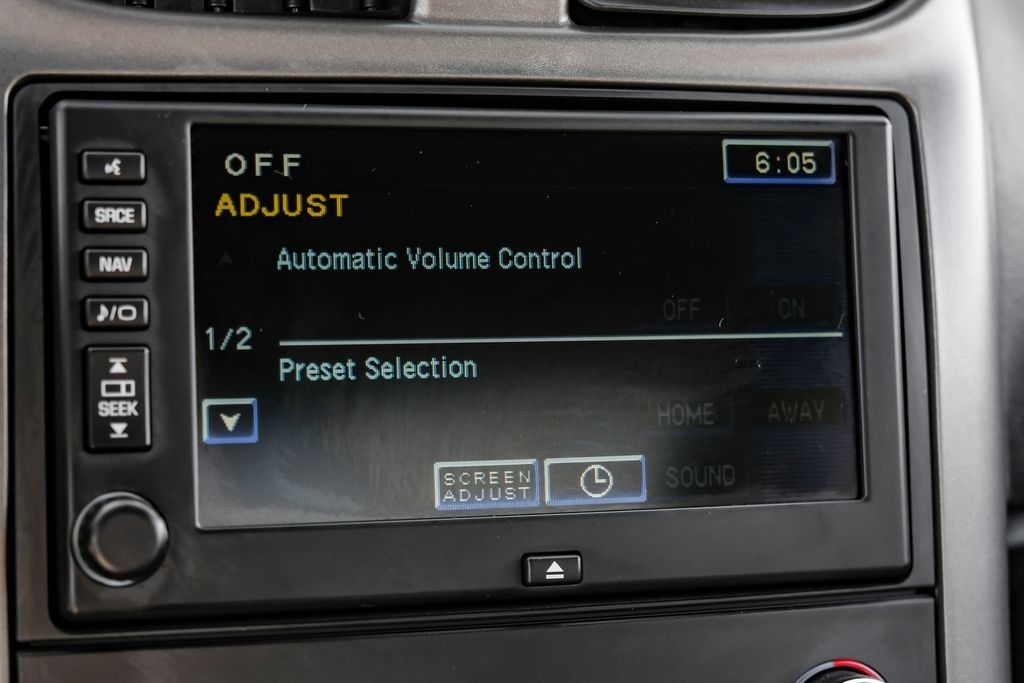 OFF
6:05
ADJUST
Automatic Volume Control
OFF ON
1/2
Preset Selection
HOME AWAY
SCREEN
ADJUST
SOUND
SRCE
NAV
SEEK